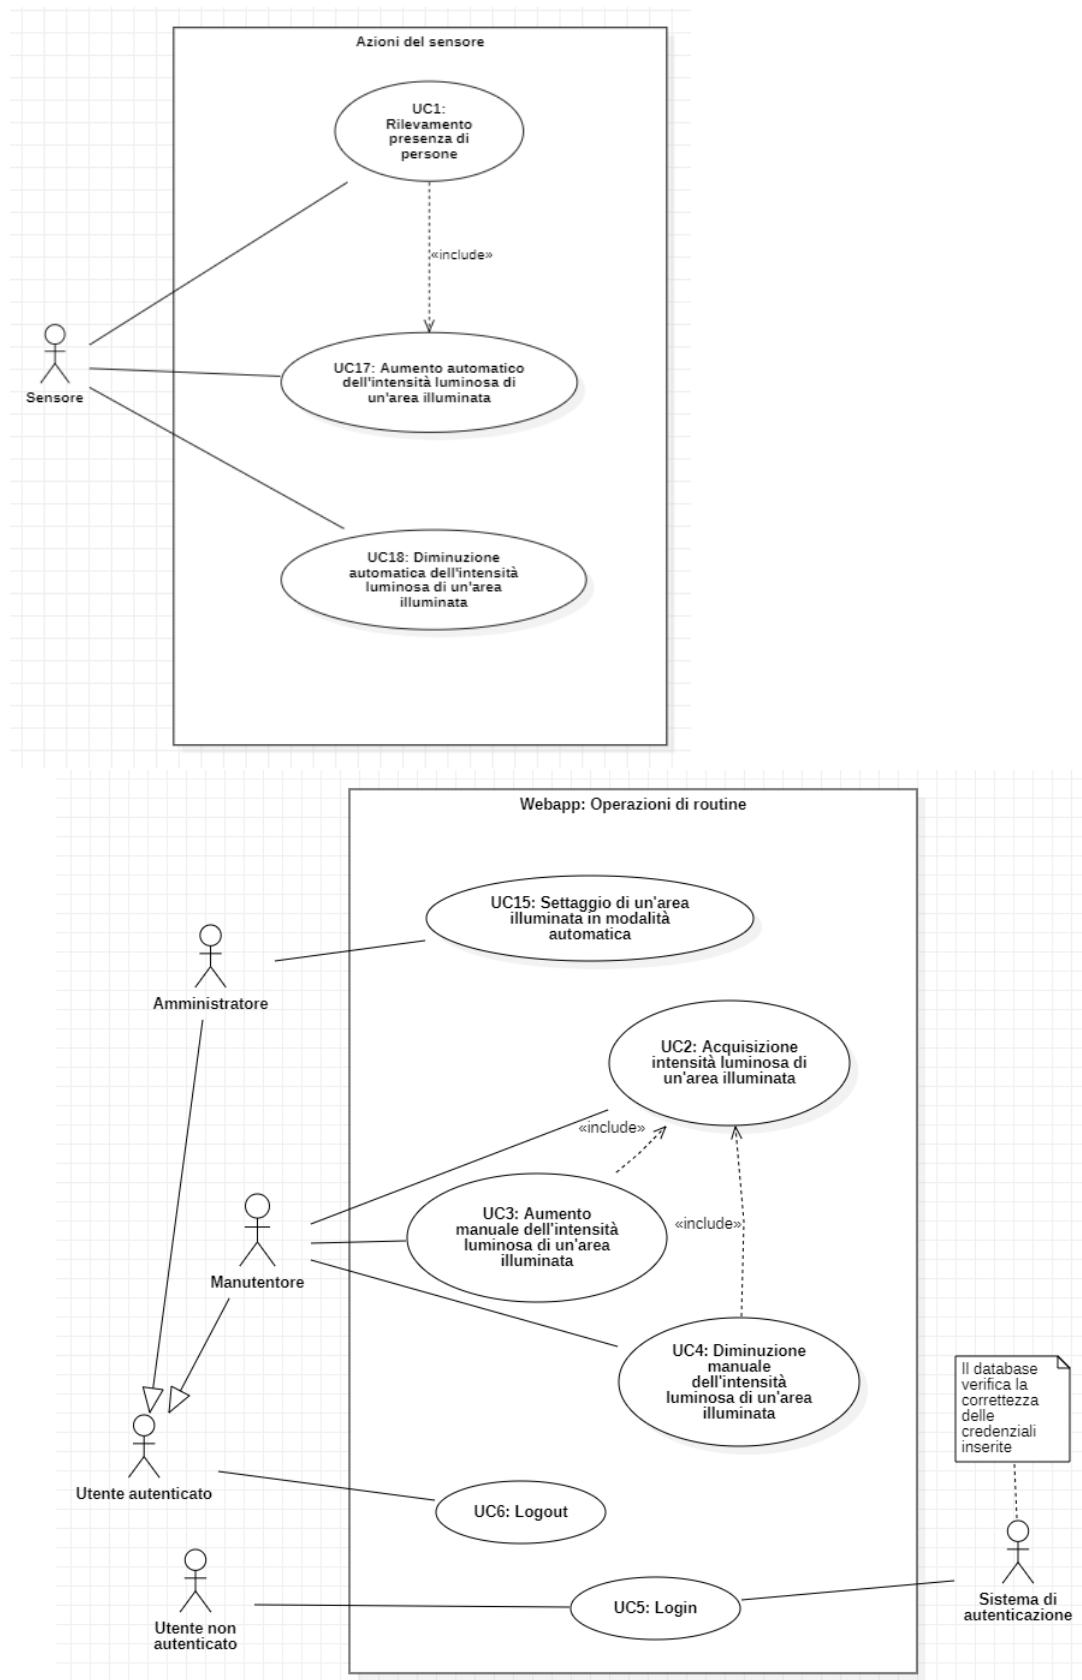 Azioni del sensore
UC1:
Rilevamento
presenza di
persone
«include»
UC17: Aumento automatico
dell'intensità luminosa di
un'area illuminata
Sensore
UC18: Diminuzione
automatica dell'intensità
luminosa di un'area
illuminata
Webapp: Operazioni di routine
UC15: Settaggio di un'area
illuminata in modalità
automatica
Amministratore
UC2: Acquisizione
intensità luminosa di
un'area illuminata
«include»
UC3: Aumento
manuale dell'intensità
luminosa di un'area
illuminata
«include»
Manutentore
UC4: Diminuzione
manuale
dell'intensità
luminosa di un'area
illuminata
Il database
verifica la
correttezza
delle
credenziali
inserite
Utente autenticato
UC6: Logout
UC5: Login
Sistema di
autenticazione
Utente non
autenticato